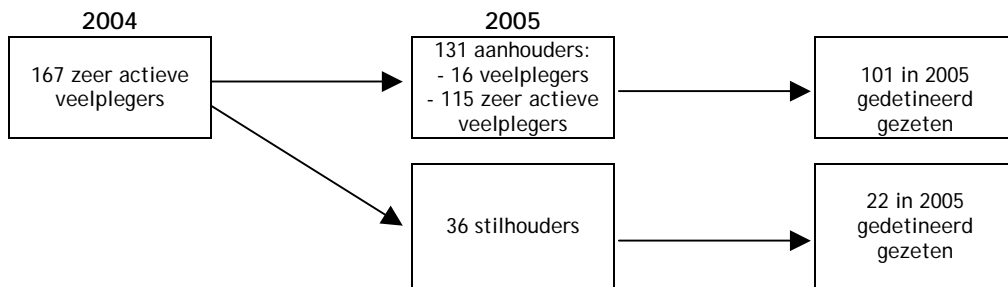 2004
2005
167 zeer actieve
veelplegers
131 aanhouders:
- 16 veelplegers
- 115 zeer actieve
veelplegers
101 in 2005
gedetineerd
gezeten
36 stilhouders
22 in 2005
gedetineerd
gezeten